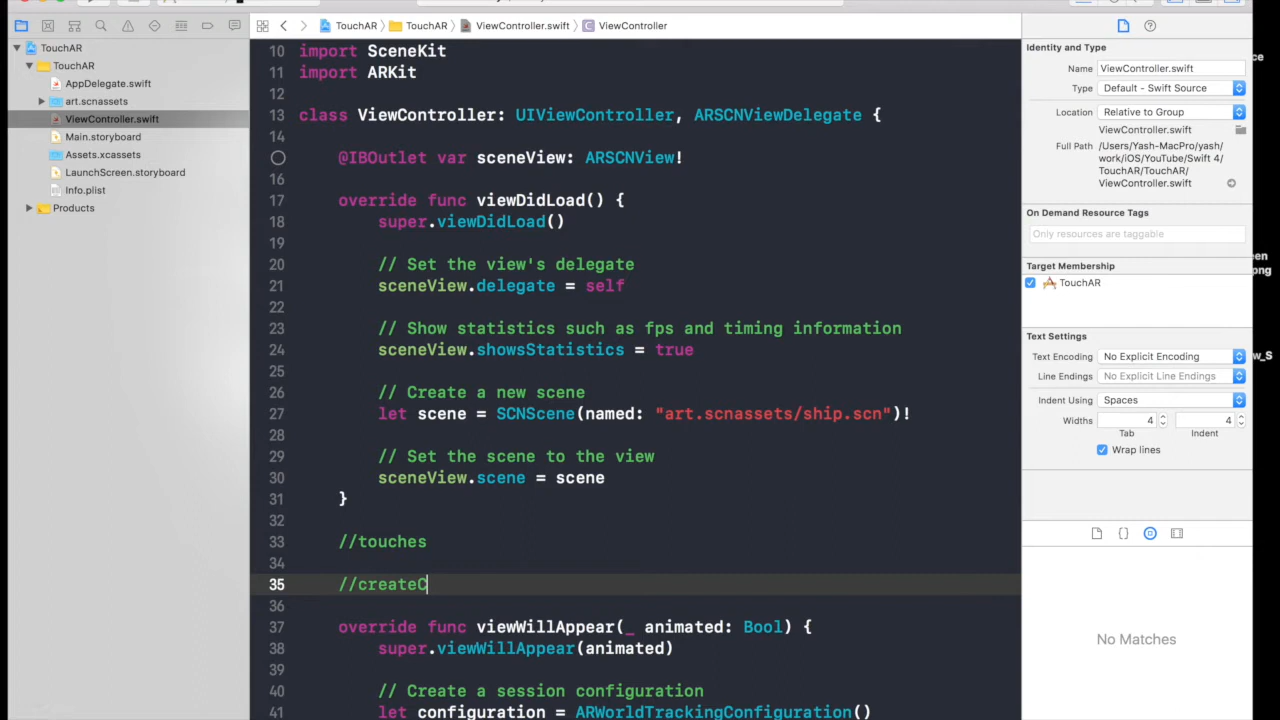 TouchAR
TouchAR
ViewController.swift
ViewController
TouchAR
TouchAR
AppDelegate.swift
art.scnassets
ViewController.swift
Main.storyboard
Assets.xcassets
LaunchScreen.storyboard
Info.plist
Products
10 import SceneKit
11 import ARKit
12
13 class ViewController: UIViewController, ARSCNViewDelegate {
14
@IBOutlet var sceneView: ARSCNView!
16
17 override func viewDidLoad() {
18 super.viewDidLoad()
19
20 // Set the view's delegate
21 sceneView.delegate = self
22
23 // Show statistics such as fps and timing information
24 sceneView.showsStatistics = true
25
26 // Create a new scene
27 let scene = SCNScene(named: "art.scnassets/ship.scn")!
28
29 // Set the scene to the view
30 sceneView.scene = scene
31 }
32
33 //touches
34
35 //createC
36
37 override func viewWillAppear(_ animated: Bool) {
38 super.viewWillAppear(animated)
39
40 // Create a session configuration
41 let configuration = ARWorldTrackingConfiguration()
Identity and Type
Name ViewController.swift
Type Default - Swift Source
Location Relative to Group
ViewController.swift
Full Path /Users/Yash-MacPro/yash/
work/iOS/YouTube/Swift 4/
TouchAR/TouchAR/
ViewController.swift
On Demand Resource Tags
Only resources are taggable
Target Membership
TouchAR
Text Settings
Text Encoding No Explicit Encoding
Line Endings No Explicit Line Endings
Indent Using Spaces
Widths 4 4
Tab Indent
Wrap lines
No Matches